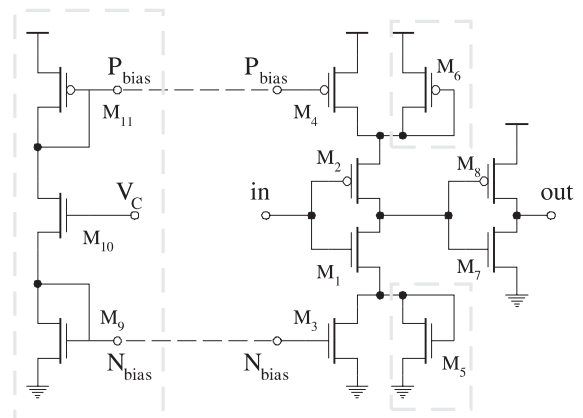 P_bias
P_bias
M_6
M_11
M_4
M_2
M_8
V_C
in
out
M_10
M_1
M_7
M_9
M_3
M_5
N_bias
N_bias